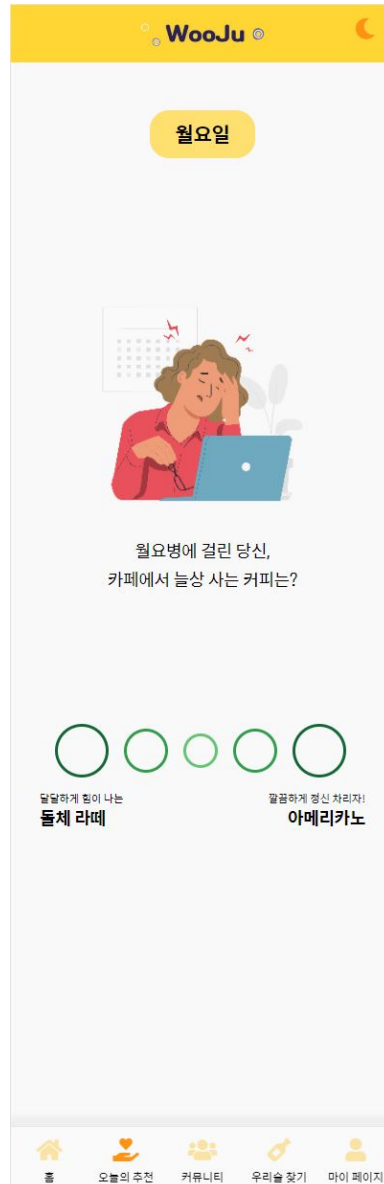 WooJu
월요일
월요병에 걸린 당신,
카페에서 늘상 사는 커피는?
달달하게 힘이 나는
돌체 라떼
깔끔하게 정신 차리자!
아메리카노
홈
오늘의 추천
커뮤니티
우리술 찾기
마이 페이지